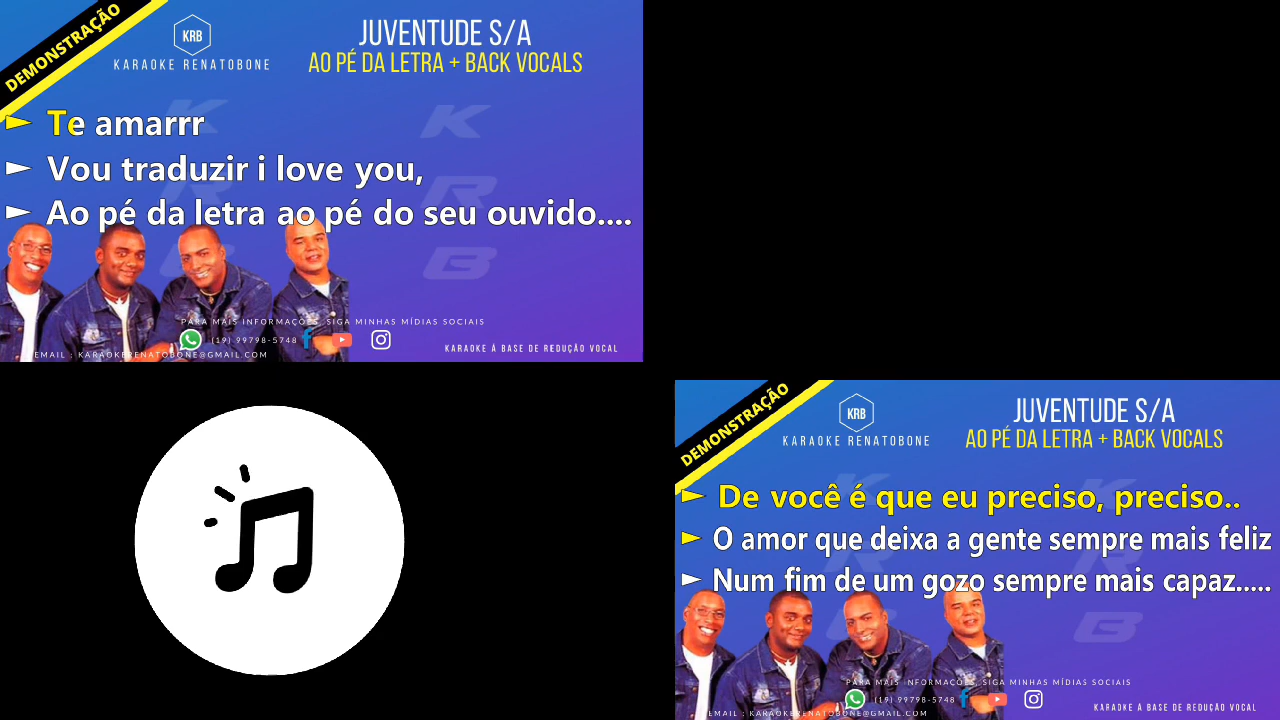 DEMONSTRAÇÃO
KRB
KARAOKE RENATOBONE
JUVENTUDE S/A
AO PÉ DA LETRA + BACK VOCALS
Te amarrr
Vou traduzir i love you,
Ao pé da letra ao pé do seu ouvido....
K
R
B
K
R
B
PARA MAIS INFORMAÇÕES, SIGA MINHAS MÍDIAS SOCIAIS
(19) 99798-5748
EMAIL : KARAOKERENATOBONE@GMAIL.COM
KARAOKE Á BASE DE REDUÇÃO VOCAL
DEMONSTRAÇÃO
KRB
KARAOKE RENATOBONE
JUVENTUDE S/A
AO PÉ DA LETRA + BACK VOCALS
De você é que eu preciso, preciso..
O amor que deixa a gente sempre mais feliz
Num fim de um gozo sempre mais capaz.....
K
R
B
K
R
B
PARA MAIS INFORMAÇÕES, SIGA MINHAS MÍDIAS SOCIAIS
(19) 99798-5748
EMAIL : KARAOKERENATOBONE@GMAIL.COM
KARAOKE Á BASE DE REDUÇÃO VOCAL